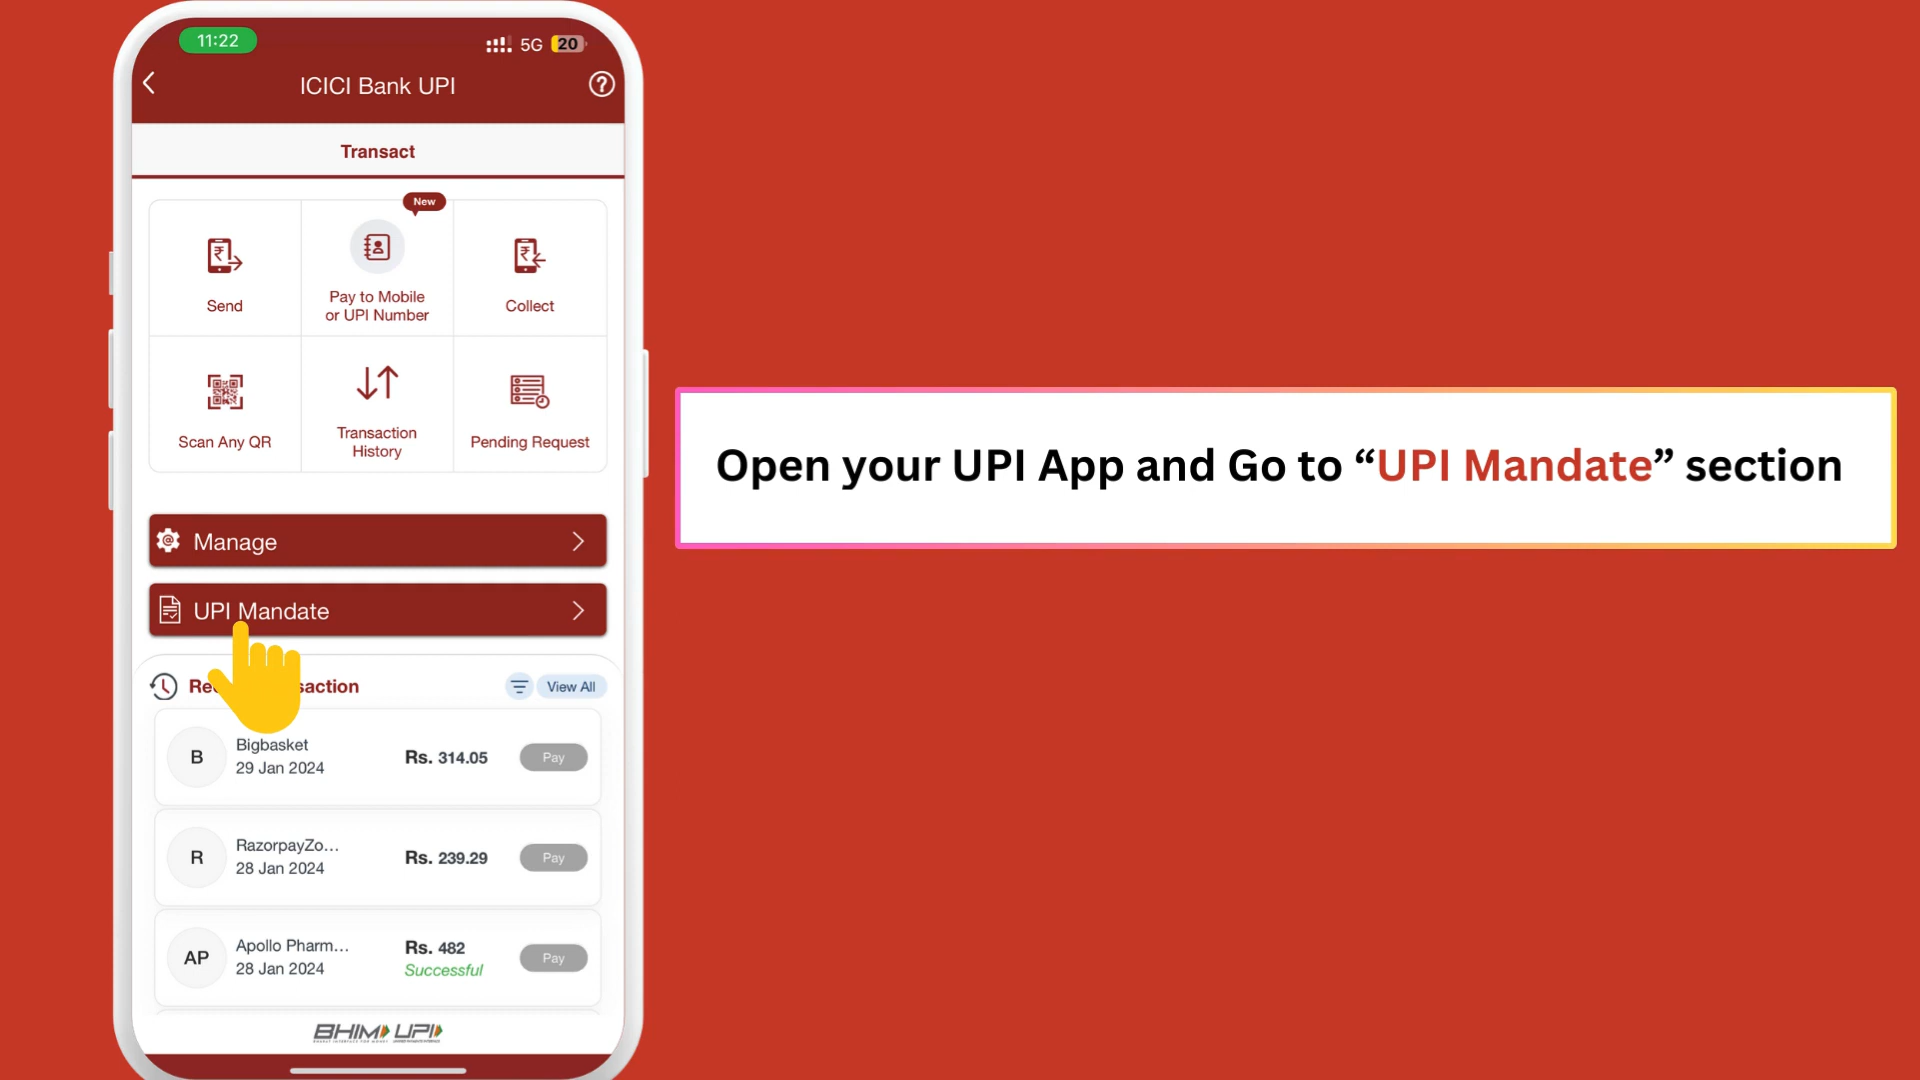 11:22
5G 20
ICICI Bank UPI
Transact
New
Send
Pay to Mobile
or UPI Number
Collect
Scan Any QR
Transaction
History
Pending Request
Manage
UPI Mandate
Re saction
View All
B
Bigbasket
29 Jan 2024
Rs. 314.05
Pay
R
RazorpayZo...
28 Jan 2024
Rs. 239.29
Pay
AP
Apollo Pharm...
28 Jan 2024
Rs. 482
Successful
Pay
BHIM UPI
Open your UPI App and Go to “UPI Mandate” section